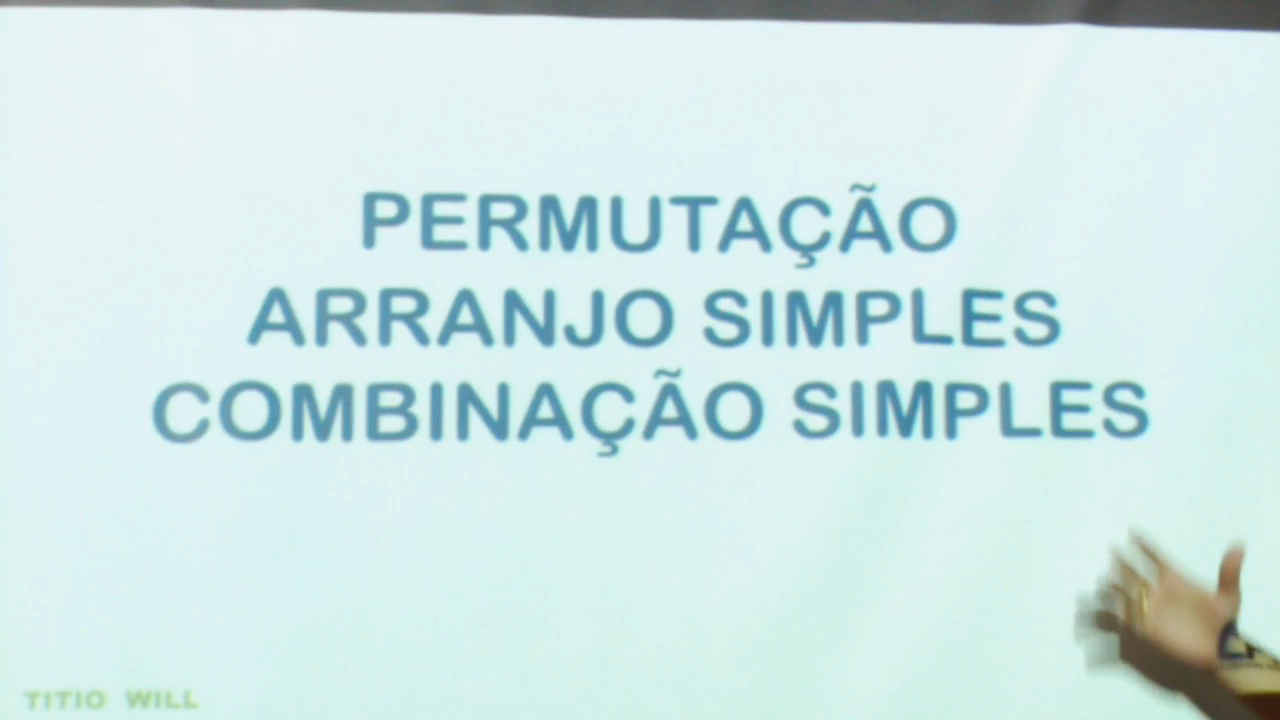 PERMUTAÇÃO
ARRANJO SIMPLES
COMBINAÇÃO SIMPLES
TITIO WILL